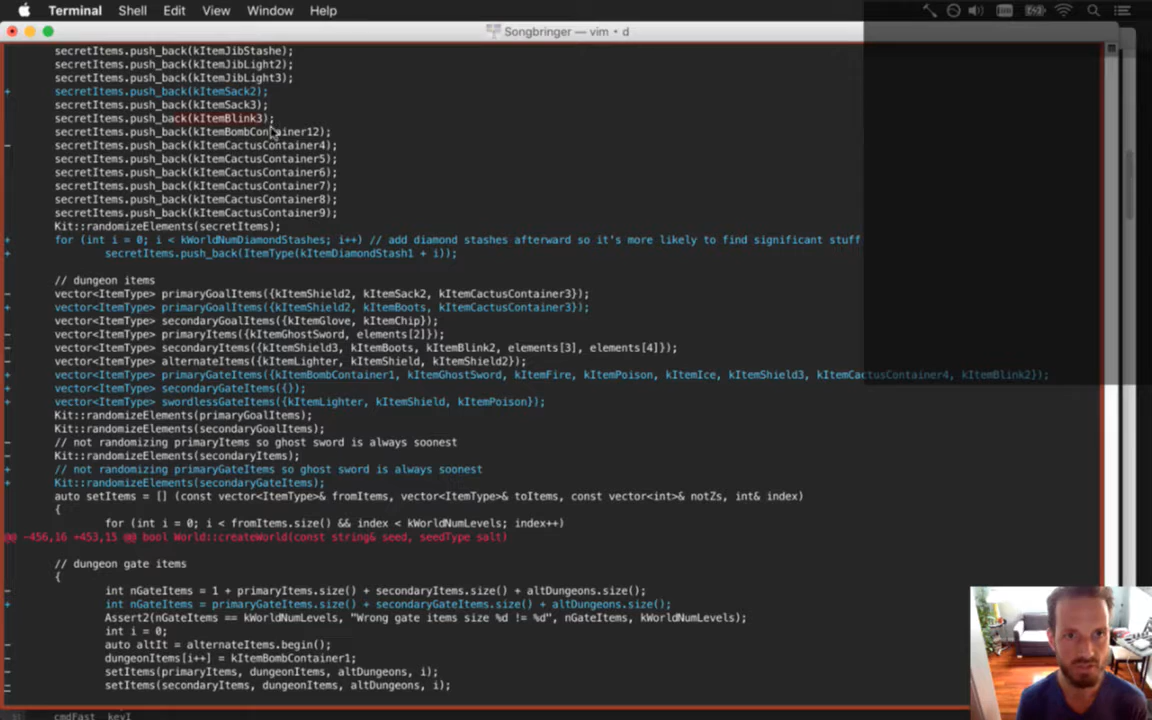 Terminal Shell Edit View Window Help
Songbringer — vim • d
secretItems.push_back(kItemJibStashe);
secretItems.push_back(kItemJibLight2);
secretItems.push_back(kItemJibLight3);
+ secretItems.push_back(kItemSack2);
secretItems.push_back(kItemSack3);
secretItems.push_back(kItemBlink3);
secretItems.push_back(kItemBombContainer12);
- secretItems.push_back(kItemCactusContainer4);
secretItems.push_back(kItemCactusContainer5);
secretItems.push_back(kItemCactusContainer6);
secretItems.push_back(kItemCactusContainer7);
secretItems.push_back(kItemCactusContainer8);
secretItems.push_back(kItemCactusContainer9);
Kit::randomizeElements(secretItems);
+ for (int i = 0; i < kWorldNumDiamondStashes; i++) // add diamond stashes afterward so it's more likely to find significant stuff
+ secretItems.push_back(ItemType(kItemDiamondStash1 + i));
// dungeon items
- vector<ItemType> primaryGoalItems({kItemShield2, kItemSack2, kItemCactusContainer3});
+ vector<ItemType> primaryGoalItems({kItemShield2, kItemBoots, kItemCactusContainer3});
vector<ItemType> secondaryGoalItems({kItemGlove, kItemChip});
- vector<ItemType> primaryItems({kItemGhostSword, elements[2]});
- vector<ItemType> secondaryItems({kItemShield3, kItemBoots, kItemBlink2, elements[3], elements[4]});
- vector<ItemType> alternateItems({kItemLighter, kItemShield, kItemShield2});
+ vector<ItemType> primaryGateItems({kItemBombContainer1, kItemGhostSword, kItemFire, kItemPoison, kItemIce, kItemShield3, kItemCactusContainer4, kItemBlink2});
+ vector<ItemType> secondaryGateItems({});
+ vector<ItemType> swordlessGateItems({kItemLighter, kItemShield, kItemPoison});
Kit::randomizeElements(primaryGoalItems);
Kit::randomizeElements(secondaryGoalItems);
- // not randomizing primaryItems so ghost sword is always soonest
- Kit::randomizeElements(secondaryItems);
+ // not randomizing primaryGateItems so ghost sword is always soonest
+ Kit::randomizeElements(secondaryGateItems);
auto setItems = [] (const vector<ItemType>& fromItems, vector<ItemType>& toItems, const vector<int>& notZs, int& index)
{
for (int i = 0; i < fromItems.size() && index < kWorldNumLevels; index++)
@@ -456,16 +453,15 @@ bool World::createWorld(const string& seed, seedType salt)
// dungeon gate items
{
- int nGateItems = 1 + primaryItems.size() + secondaryItems.size() + altDungeons.size();
+ int nGateItems = primaryGateItems.size() + secondaryGateItems.size() + altDungeons.size();
Assert2(nGateItems == kWorldNumLevels, "Wrong gate items size %d != %d", nGateItems, kWorldNumLevels);
int i = 0;
- auto altIt = alternateItems.begin();
- dungeonItems[i++] = kItemBombContainer1;
- setItems(primaryItems, dungeonItems, altDungeons, i);
- setItems(secondaryItems, dungeonItems, altDungeons, i);
cmdFast keyI